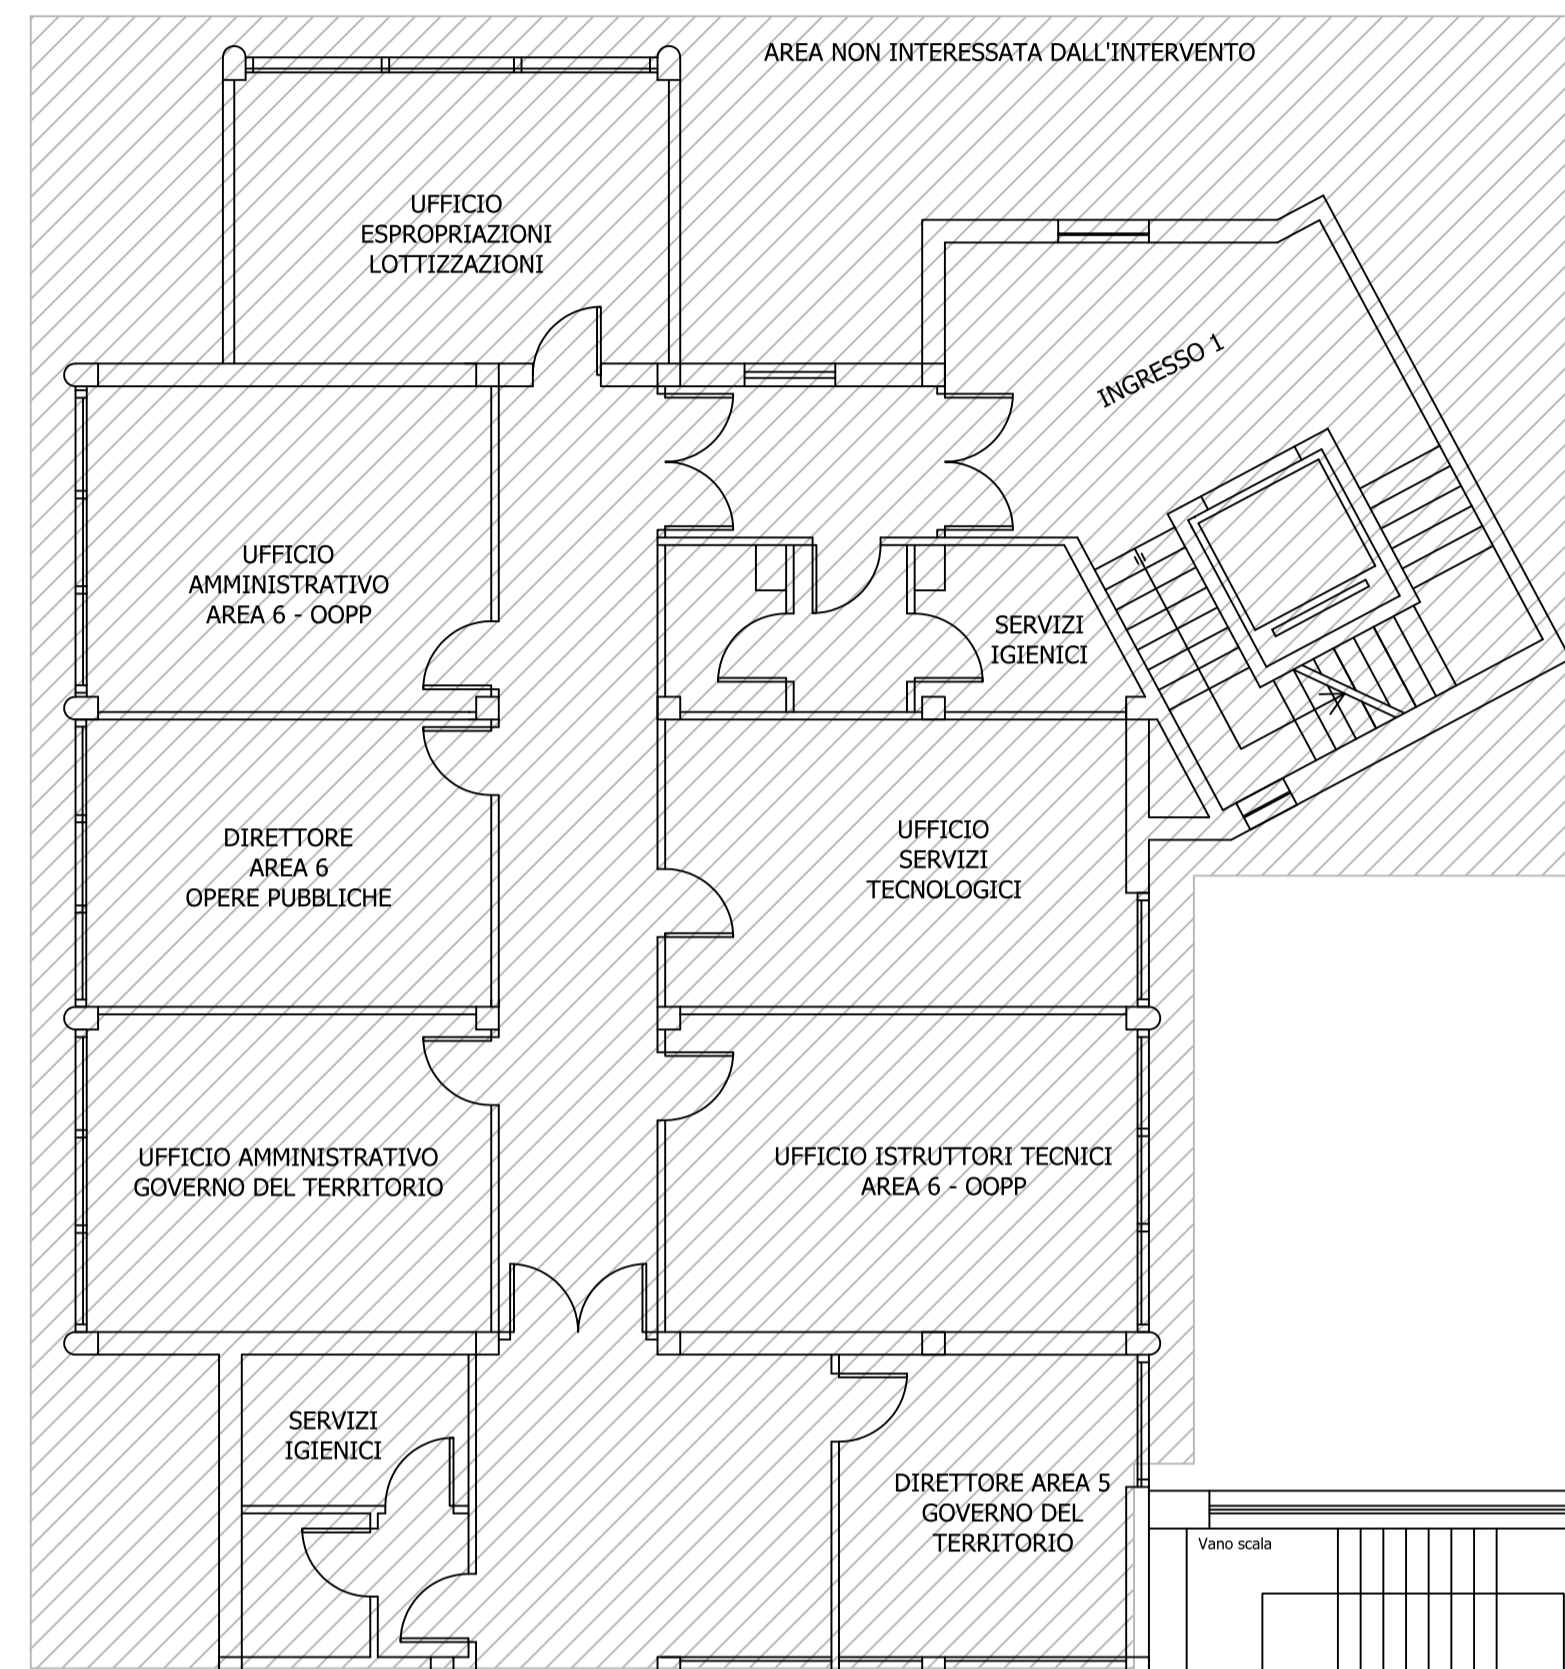 AREA NON INTERESSATA DALL'INTERVENTO
UFFICIO
ESPROPRIAZIONI
LOTTIZZAZIONI
INGRESSO 1
UFFICIO
AMMINISTRATIVO
AREA 6 - OOPP
SERVIZI
IGIENICI
DIRETTORE
AREA 6
OPERE PUBBLICHE
UFFICIO
SERVIZI
TECNOLOGICI
UFFICIO AMMINISTRATIVO
GOVERNO DEL TERRITORIO
UFFICIO ISTRUTTORI TECNICI
AREA 6 - OOPP
SERVIZI
IGIENICI
DIRETTORE AREA 5
GOVERNO DEL
TERRITORIO
Vano scala